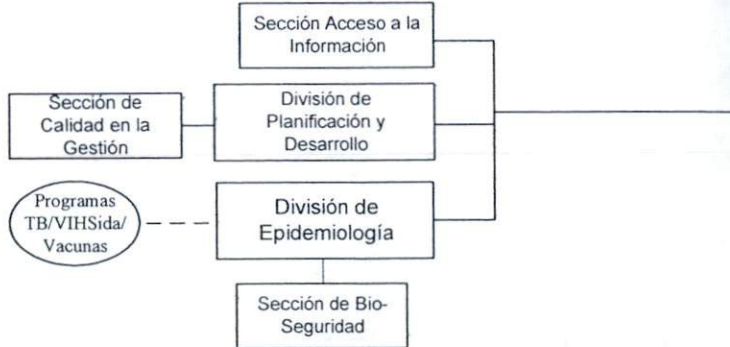 Sección Acceso a la
Información
Sección de
Calidad en la
Gestión
División de
Planificación y
Desarrollo
Programas
TB/VIHSida/
Vacunas
División de
Epidemiología
Sección de Bio-
Seguridad